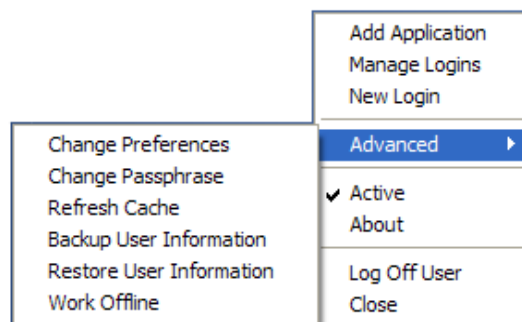 Add Application
Manage Logins
New Login
Advanced
Change Preferences
Change Passphrase
Refresh Cache
Backup User Information
Restore User Information
Work Offline
Active
About
Log Off User
Close